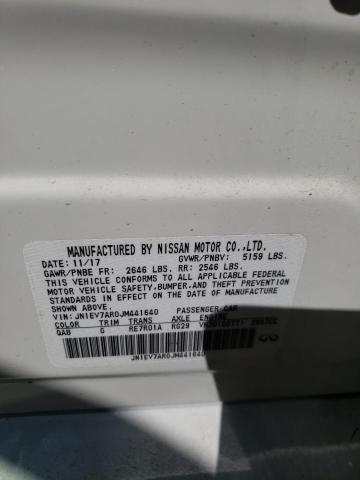 MANUFACTURED BY NISSAN MOTOR CO.,LTD.
DATE: 11/17 GVWR/PNBV: 5159 LBS.
GAWR/PNBE FR: 2646 LBS. RR: 2546 LBS.
THIS VEHICLE CONFORMS TO ALL APPLICABLE FEDERAL
MOTOR VEHICLE SAFETY,BUMPER,AND THEFT PREVENTION
STANDARDS IN EFFECT ON THE DATE OF MANUFACTURE
SHOWN ABOVE.
VIN: JN1EV7AR0JM441640 PASSENGER CAR
COLOR TRIM TRANS AXLE ENGINE
QAB G RE7R01A RG29
JN1EV7AR0JM441640